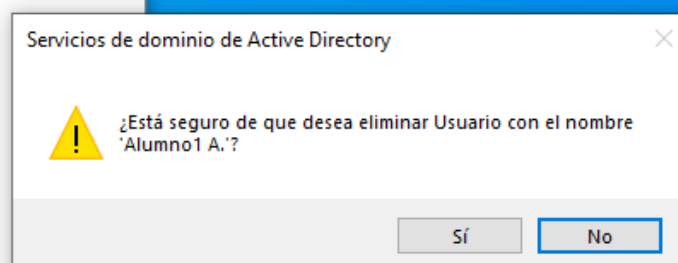 Servicios de dominio de Active Directory
¿Está seguro de que desea eliminar Usuario con el nombre
'Alumno1 A.'?
Sí
No